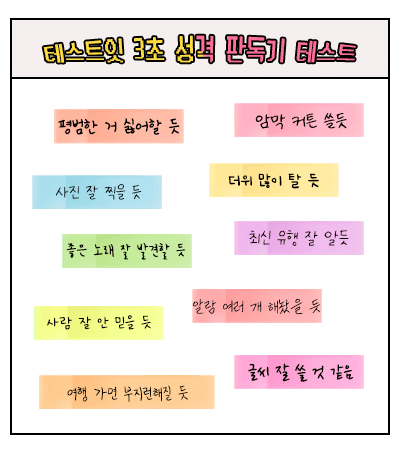 테스트잇 3초 성격 판독기 테스트
평범한 거 싫어할 듯
암막 커튼 쓸듯
사진 잘 찍을 듯
더위 많이 탈 듯
좋은 노래 잘 발견할 듯
최신 유행 잘 알듯
사람 잘 안 믿을 듯
알람 여러 개 해놨을 듯
여행 가면 부지런해질 듯
글씨 잘 쓸 것 같음